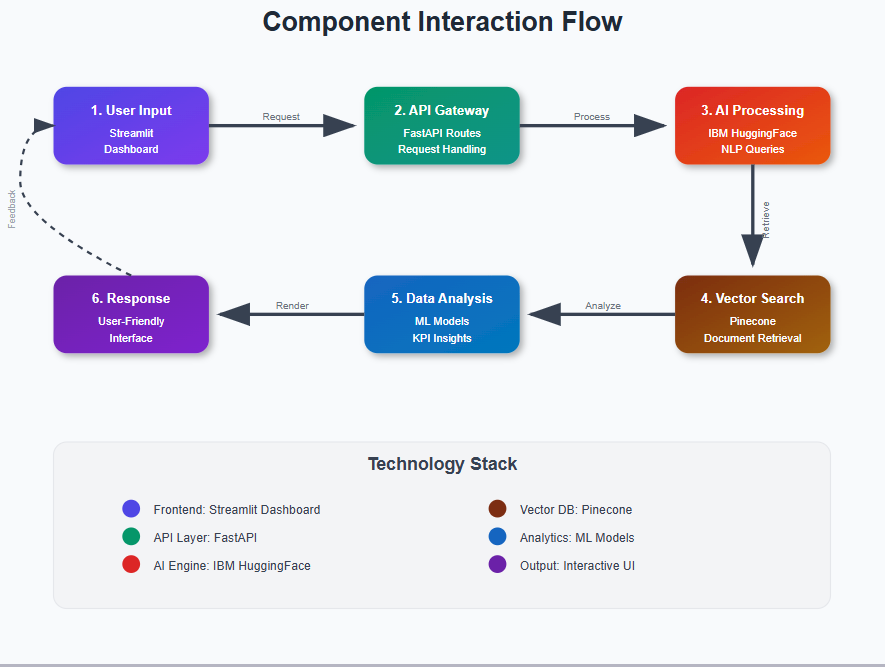 Component Interaction Flow
1. User Input
Streamlit
Dashboard
Request
2. API Gateway
FastAPI Routes
Request Handling
Process
3. AI Processing
IBM HuggingFace
NLP Queries
Retrieve
4. Vector Search
Pinecone
Document Retrieval
Analyze
5. Data Analysis
ML Models
KPI Insights
Render
6. Response
User-Friendly
Interface
Feedback
Technology Stack
Frontend: Streamlit Dashboard
API Layer: FastAPI
AI Engine: IBM HuggingFace
Vector DB: Pinecone
Analytics: ML Models
Output: Interactive UI